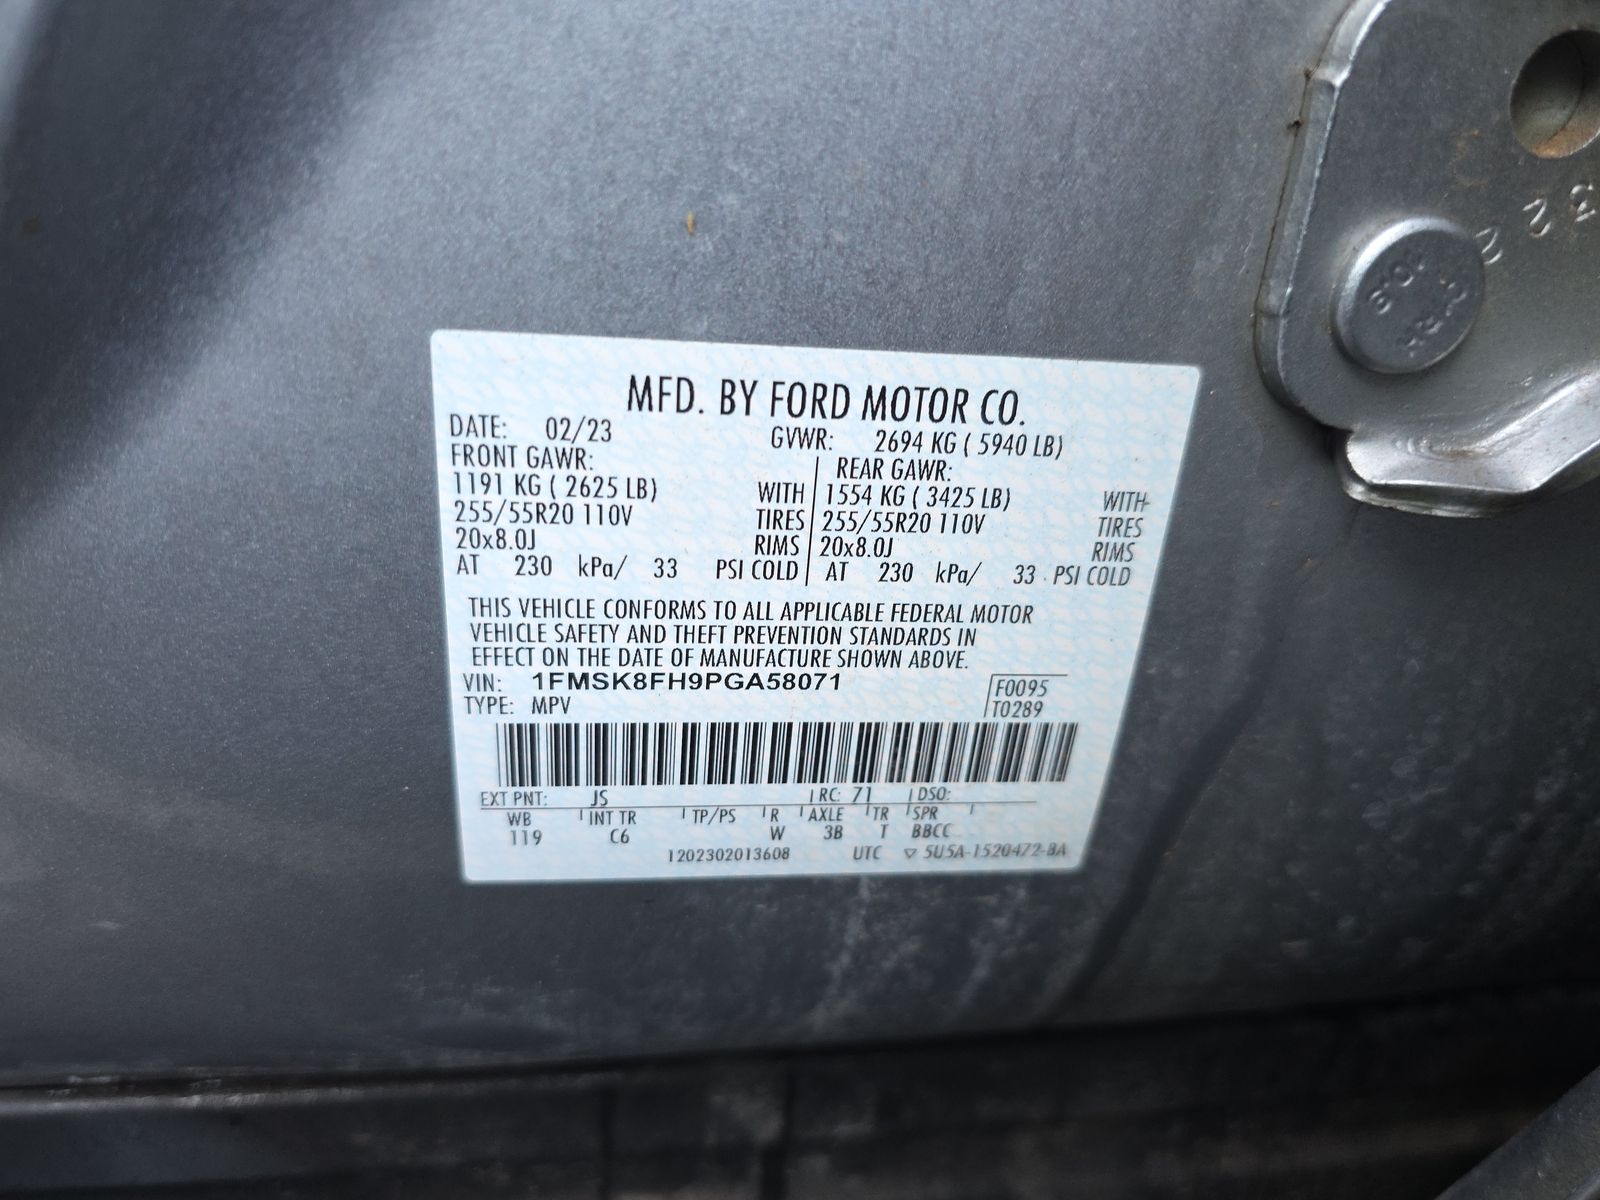 MFD. BY FORD MOTOR CO.
DATE: 02/23 GVWR: 2694 KG ( 5940 LB)
FRONT GAWR: REAR GAWR:
1191 KG ( 2625 LB) WITH 1554 KG ( 3425 LB) WITH
255/55R20 110V TIRES 255/55R20 110V TIRES
20x8.0J RIMS 20x8.0J RIMS
AT 230 kPa/ 33 PSI COLD AT 230 kPa/ 33 PSI COLD
THIS VEHICLE CONFORMS TO ALL APPLICABLE FEDERAL MOTOR
VEHICLE SAFETY AND THEFT PREVENTION STANDARDS IN
EFFECT ON THE DATE OF MANUFACTURE SHOWN ABOVE.
VIN: 1FMSK8FH9PGA58071 F0095
TYPE: MPV T0289
EXT PNT: JS RC: 71 DSO:
WB INT TR TP/PS R AXLE TR SPR
119 C6 W 3B T BBCC
1202302013608 UTC ▽ 5U5A-1520472-BA
10.8